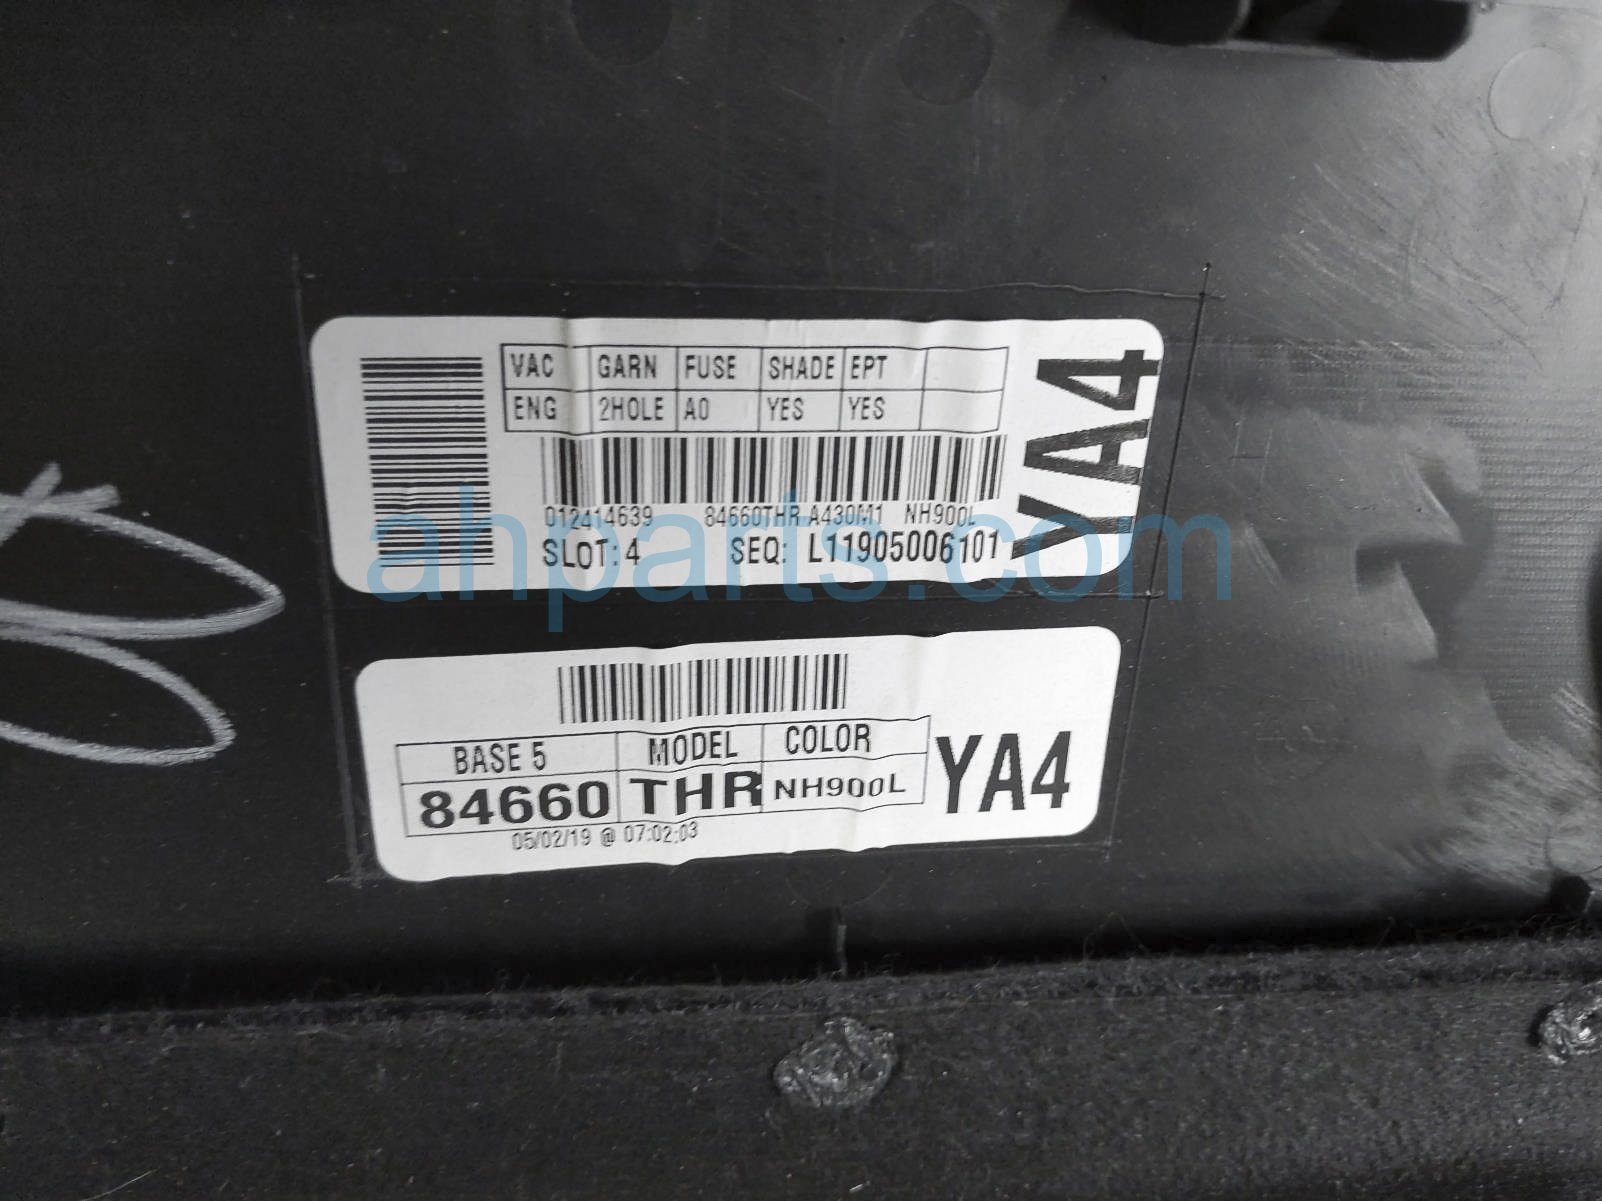 VAC GARN FUSE SHADE EPT
ENG 2HOLE A0 YES YES
012414639 84660THR A430M1 NH900L
SLOT: 4 SEQ: L11905006101
YA4
BASE 5 MODEL COLOR
84660 THR NH900L
YA4
05/02/19 @ 07:02:03
ahparts.com